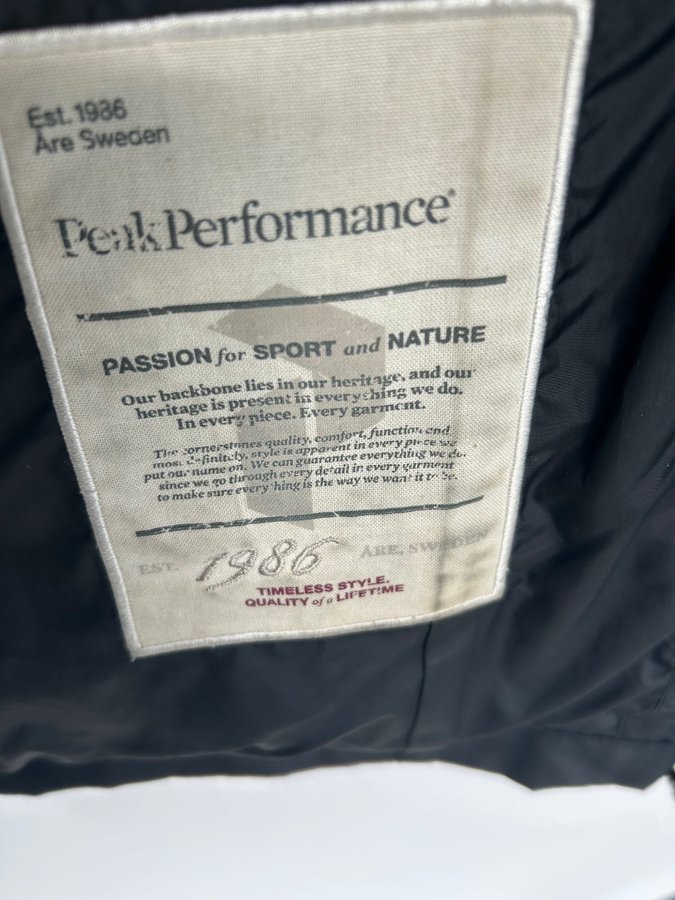 Est. 1986
Åre Sweden
PeakPerformance®
PASSION for SPORT and NATURE
Our backbone lies in our heritage, and our
heritage is present in everything we do.
In every piece. Every garment.
The cornerstones quality, comfort, function and
most definitely, style is apparent in every piece we
put our name on. We can guarantee everything we do,
since we go through every detail in every garment
to make sure everything is the way we want it to be.
EST. 1986 ÅRE, SWEDEN
TIMELESS STYLE.
QUALITY of a LIFETIME